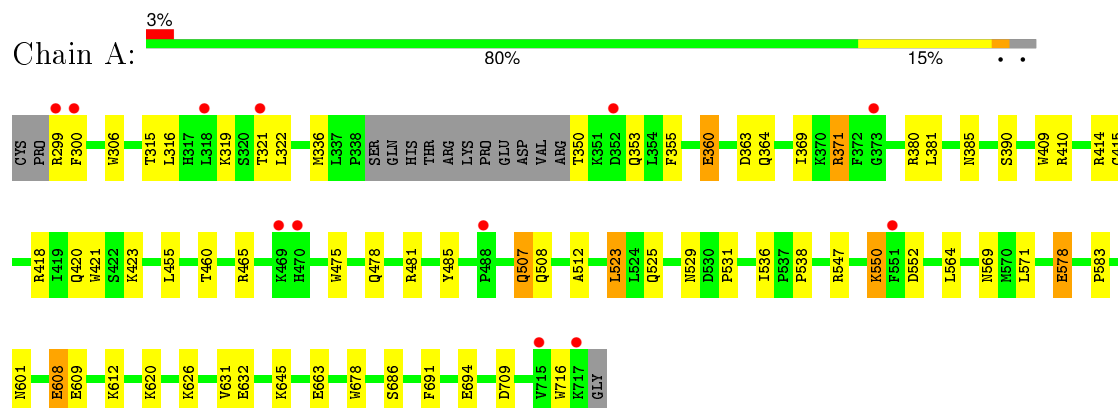 3%
Chain A:
80%
15%
CYS PRO R299 F300 W306 T315 L316 H317 L318 K319 S320 T321 L322 M336 L337 P338 SER GLN HIS THR ARG LYS PRO GLU ASP VAL ARG T350 K351 D352 Q353 L354 F355 E360 D363 Q364 I369 K370 R371 F372 G373 R380 L381 N385 S390 W409 R410 R414 C415
R418 I419 Q420 W421 S422 K423 L455 T460 R465 K469 H470 W475 Q478 R481 Y485 P488 Q507 Q508 A512 L523 L524 Q525 N529 D530 P531 I536 P537 P538 R547 K550 F551 D552 L564 N569 M570 L571 E578 P583
N601 E608 E609 K612 K620 K626 V631 E632 K645 E663 W678 S686 F691 E694 D709 V715 W716 K717 GLY